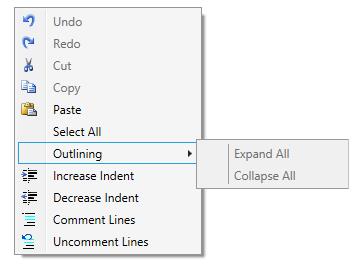 Undo
Redo
Cut
Copy
Paste
Select All
Outlining
Expand All
Collapse All
Increase Indent
Decrease Indent
Comment Lines
Uncomment Lines